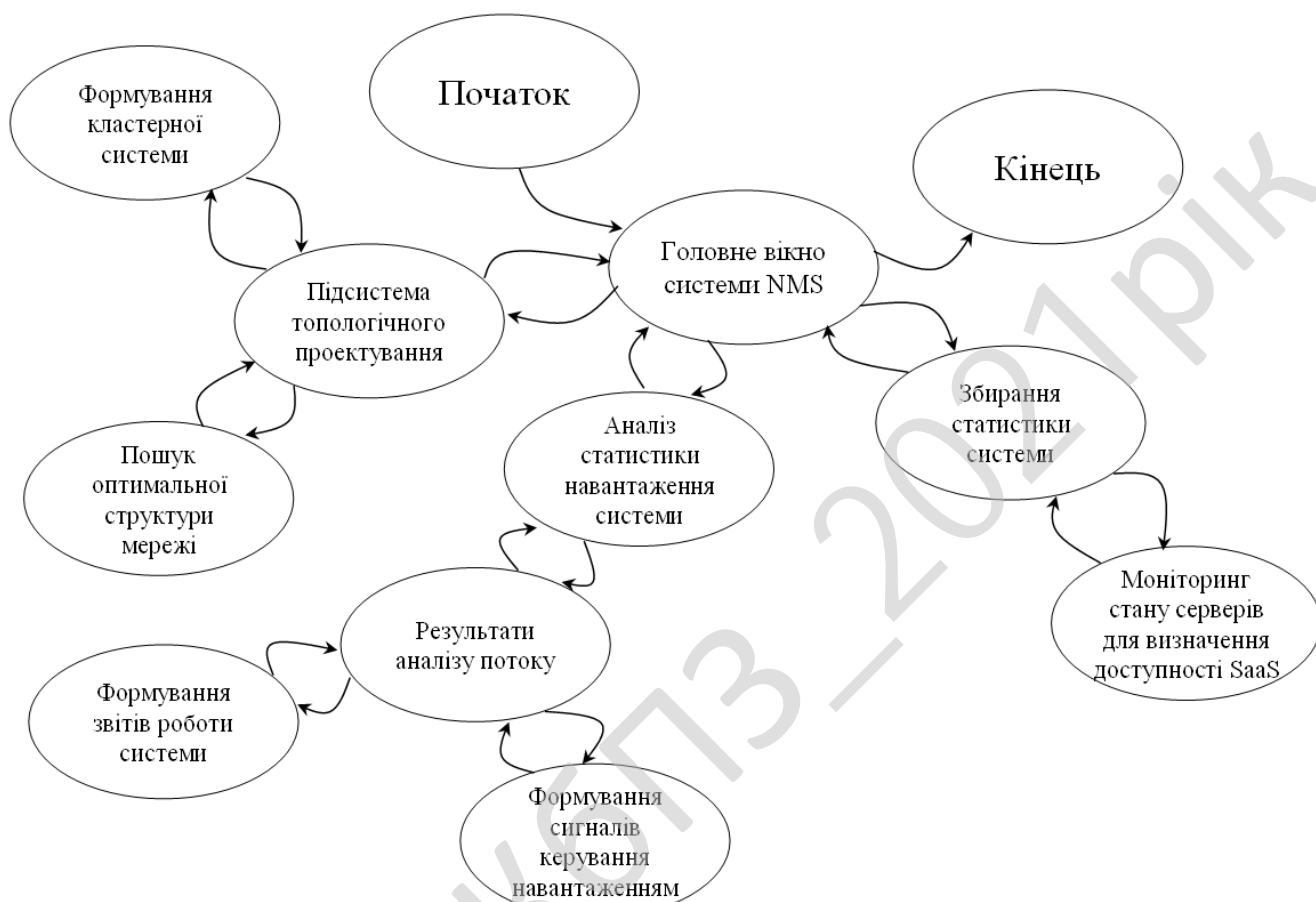 Початок
Формування
кластерної
системи
Кінець
Головне вікно
системи NMS
Підсистема
топологічного
проектування
Збирання
статистики
системи
Аналіз
статистики
навантаження
системи
Пошук
оптимальної
структури
мережі
Моніторинг
стану серверів
для визначення
доступності SaaS
Результати
аналізу потоку
Формування
звітів роботи
системи
Формування
сигналів
керування
навантаженням
кбПЗ_2021рік